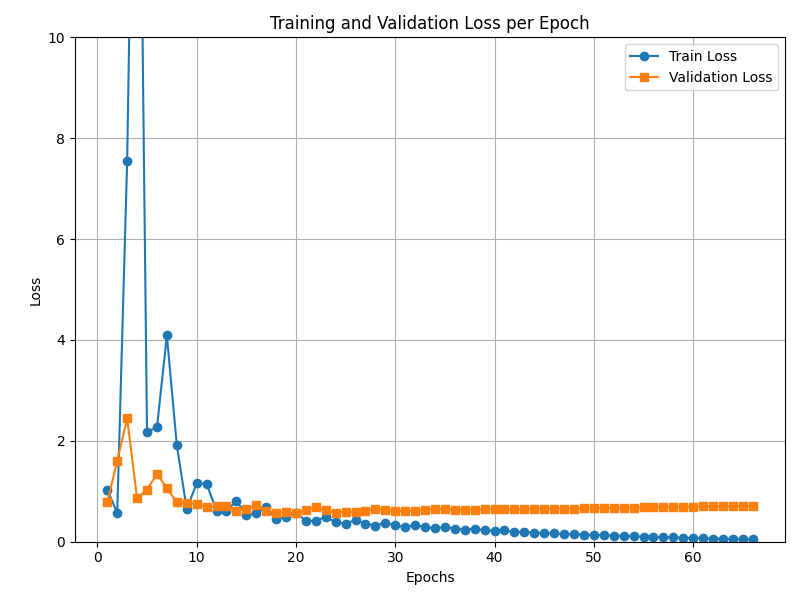 Training and Validation Loss per Epoch
Train Loss
Validation Loss
Loss
10
8
6
4
2
0
0 10 20 30 40 50 60
Epochs